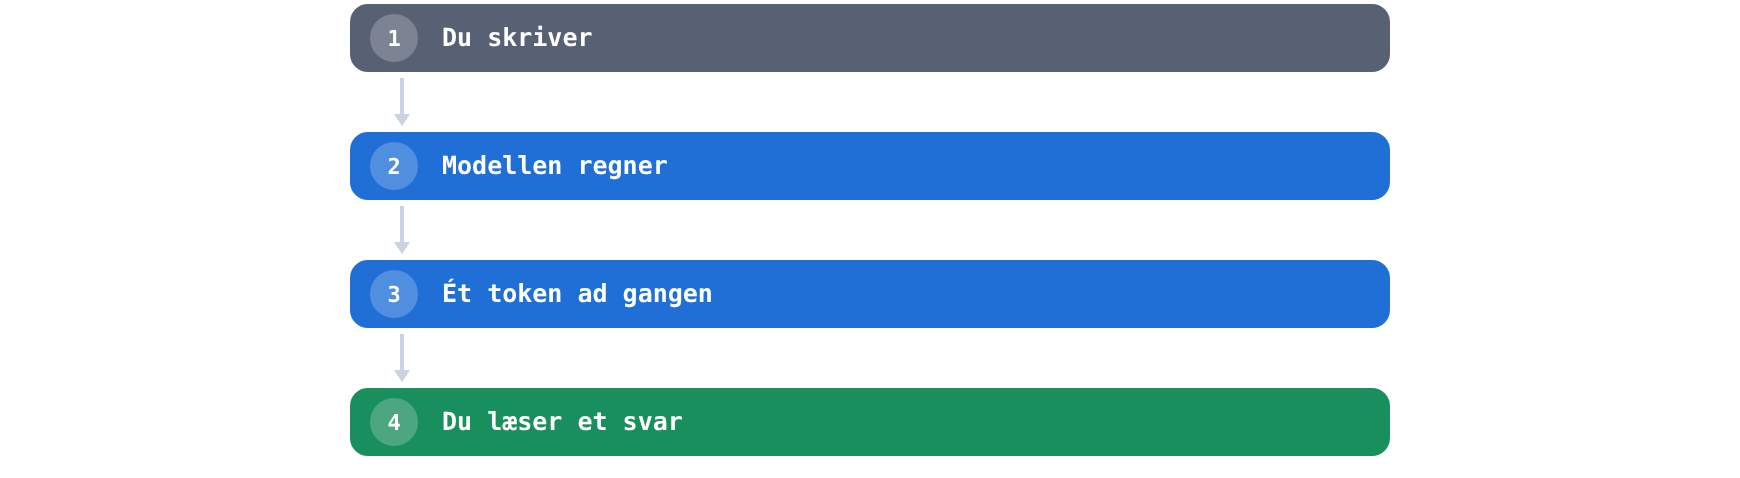 1 Du skriver
2 Modellen regner
3 Ét token ad gangen
4 Du læser et svar